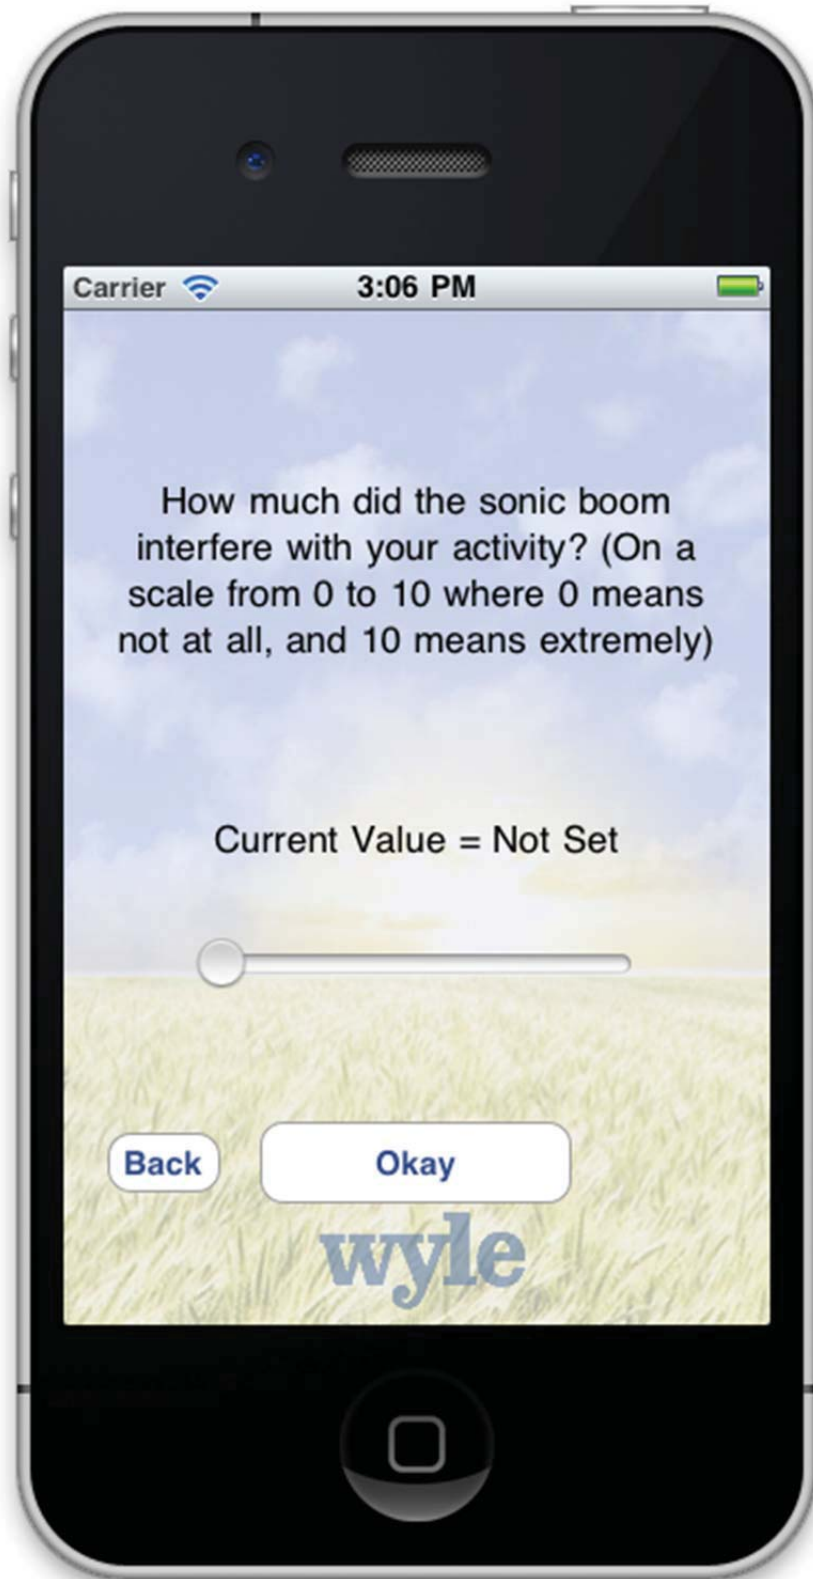 Carrier 3:06 PM
How much did the sonic boom
interfere with your activity? (On a
scale from 0 to 10 where 0 means
not at all, and 10 means extremely)
Current Value = Not Set
Back Okay
wyle